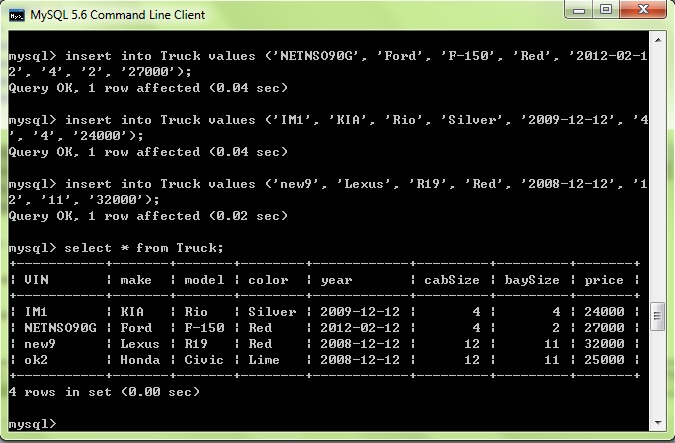 MySQL 5.6 Command Line Client
mysql> insert into Truck values ('NETNSO90G', 'Ford', 'F-150', 'Red', '2012-02-1
2', '4', '2', '27000');
Query OK, 1 row affected (0.04 sec)
mysql> insert into Truck values ('IM1', 'KIA', 'Rio', 'Silver', '2009-12-12', '4
', '4', '24000');
Query OK, 1 row affected (0.04 sec)
mysql> insert into Truck values ('new9', 'Lexus', 'R19', 'Red', '2008-12-12', '1
2', '11', '32000');
Query OK, 1 row affected (0.02 sec)
mysql> select * from Truck;
+-----------+-------+-------+--------+------------+---------+---------+-------+
| VIN       | make  | model | color  | year       | cabSize | baySize | price |
+-----------+-------+-------+--------+------------+---------+---------+-------+
| IM1       | KIA   | Rio   | Silver | 2009-12-12 |       4 |       4 | 24000 |
| NETNSO90G | Ford  | F-150 | Red    | 2012-02-12 |       4 |       2 | 27000 |
| new9      | Lexus | R19   | Red    | 2008-12-12 |      12 |      11 | 32000 |
| ok2       | Honda | Civic | Lime   | 2008-12-12 |      12 |      11 | 25000 |
+-----------+-------+-------+--------+------------+---------+---------+-------+
4 rows in set (0.00 sec)
mysql>